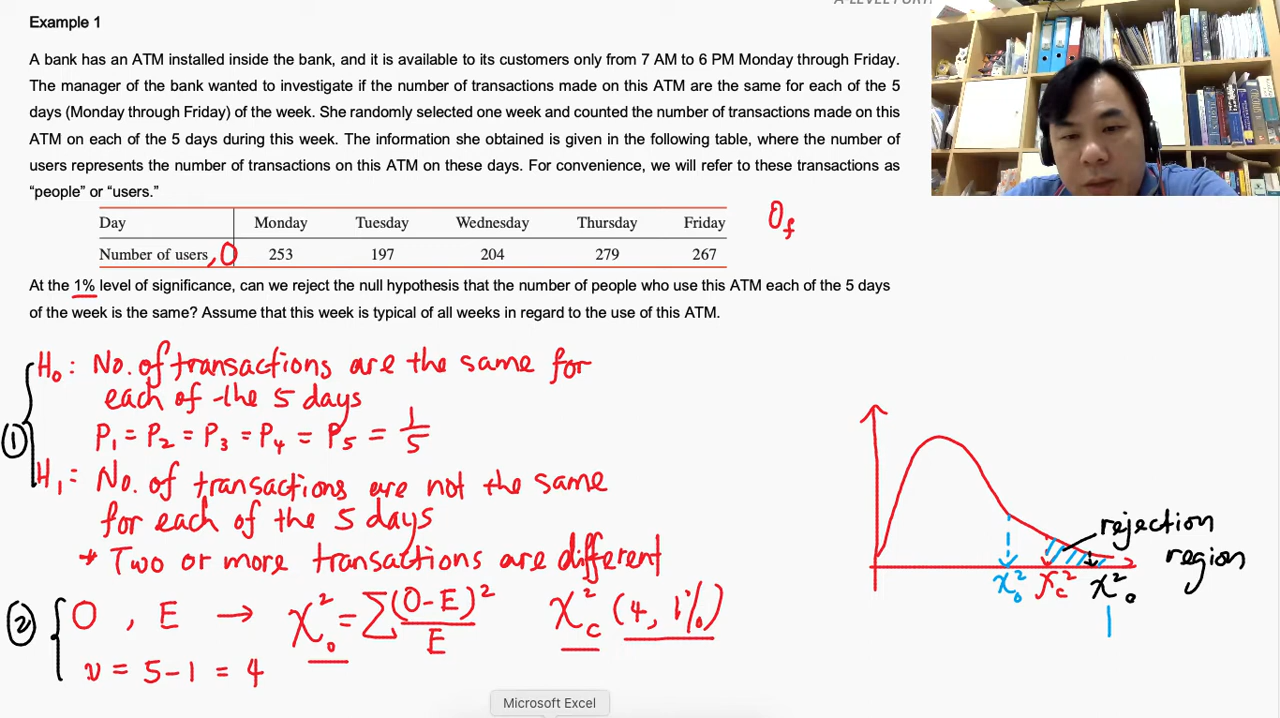 Example 1
A bank has an ATM installed inside the bank, and it is available to its customers only from 7 AM to 6 PM Monday through Friday.
The manager of the bank wanted to investigate if the number of transactions made on this ATM are the same for each of the 5
days (Monday through Friday) of the week. She randomly selected one week and counted the number of transactions made on this
ATM on each of the 5 days during this week. The information she obtained is given in the following table, where the number of
users represents the number of transactions on this ATM on these days. For convenience, we will refer to these transactions as
“people” or “users.”
Day Monday Tuesday Wednesday Thursday Friday
O_f
Number of users, O 253 197 204 279 267
At the 1% level of significance, can we reject the null hypothesis that the number of people who use this ATM each of the 5 days
of the week is the same? Assume that this week is typical of all weeks in regard to the use of this ATM.
① H₀ : No. of transactions are the same for
each of the 5 days
P₁ = P₂ = P₃ = P₄ = P₅ = 1/5
H₁ : No. of transactions are not the same
for each of the 5 days
* Two or more transactions are different
② O , E → χ²₀ = Σ (O-E)²/E χ²c (4, 1%)
ν = 5-1 = 4
rejection
region
χ²₀ χ²c χ²₀
Microsoft Excel